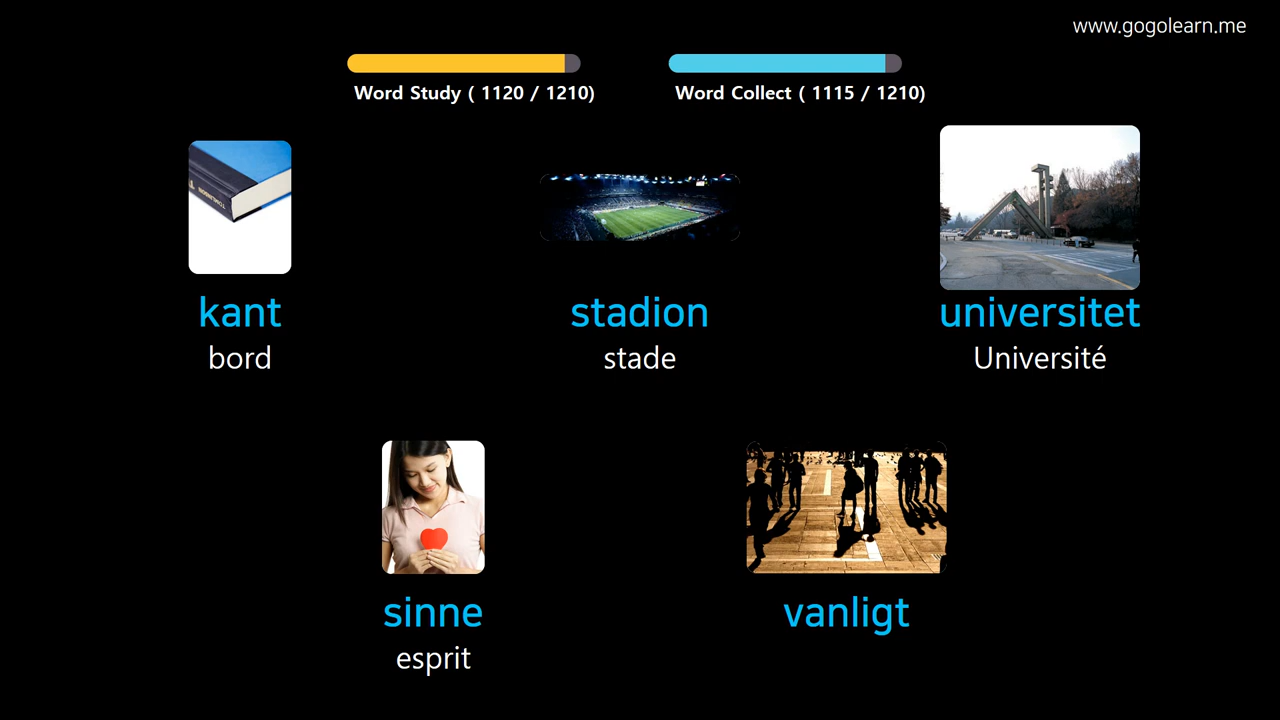 www.gogolearn.me
Word Study ( 1120 / 1210)
Word Collect ( 1115 / 1210)
kant
bord
stadion
stade
universitet
Université
sinne
esprit
vanligt